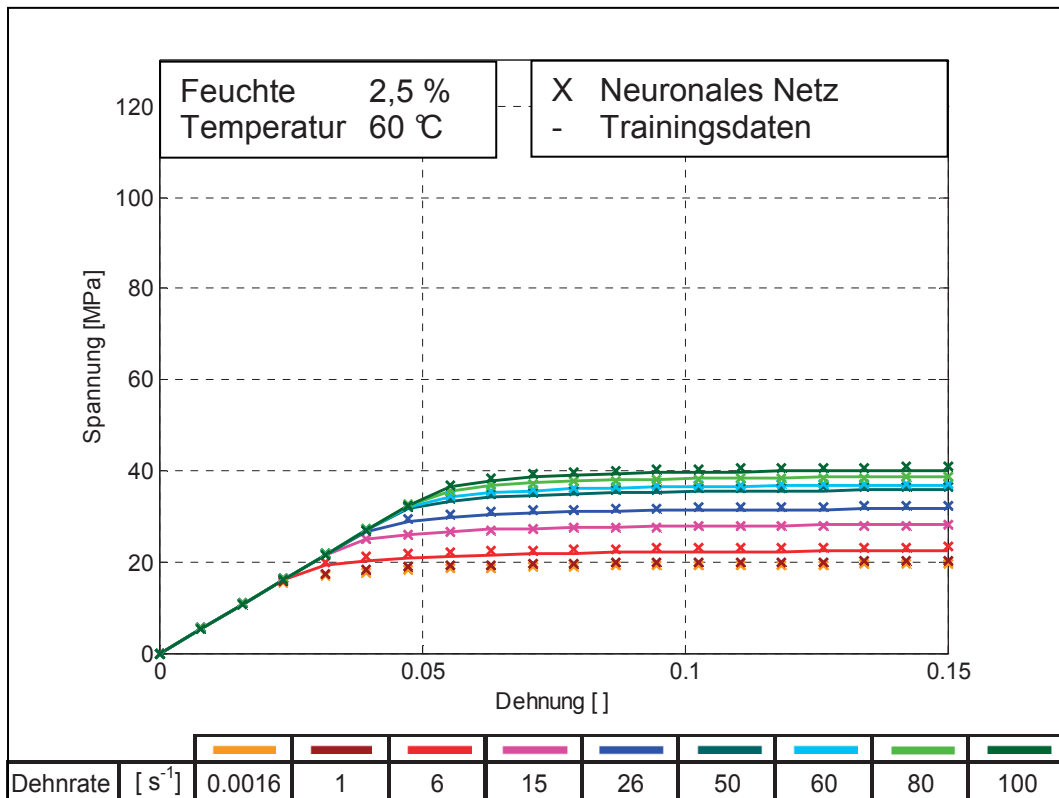 Feuchte 2,5 %
Temperatur 60 °C
X Neuronales Netz
- Trainingsdaten
120
100
80
60
40
20
0
Spannung [MPa]
0 0.05 0.1 0.15
Dehnung [ ]
Dehnrate [ s-1] 0.0016 1 6 15 26 50 60 80 100